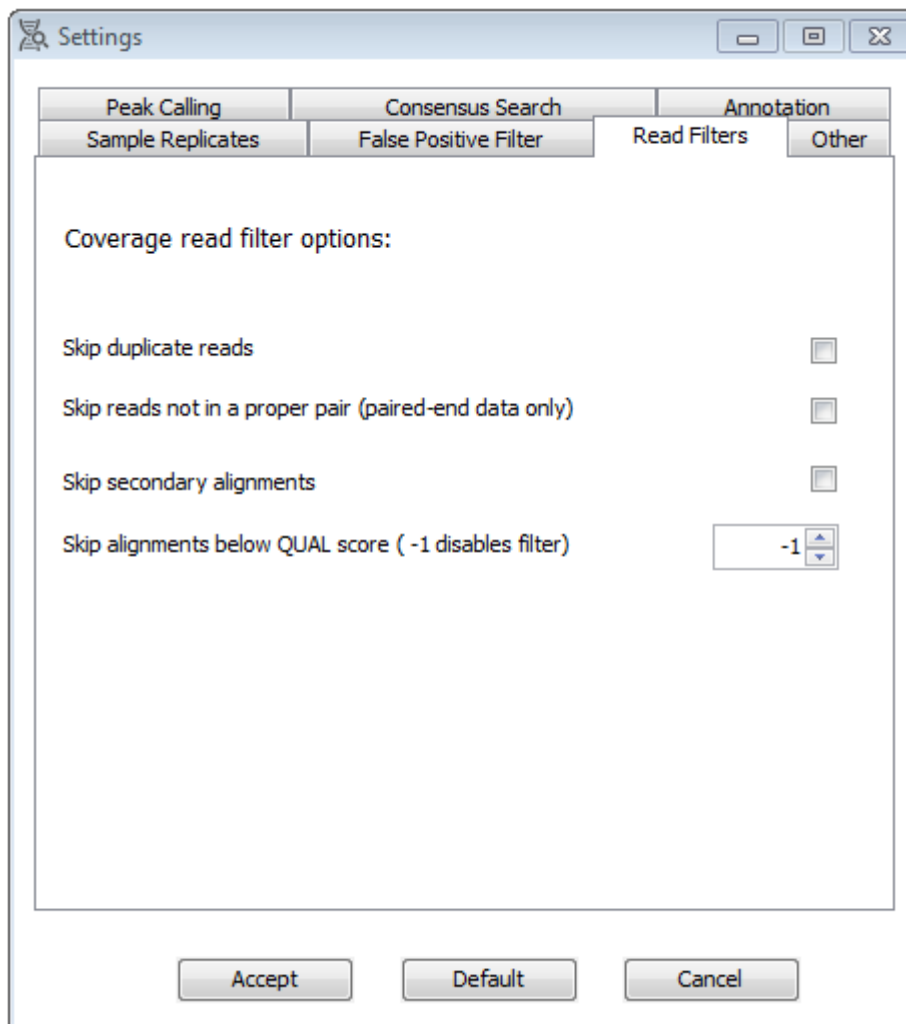 Settings
Peak Calling Consensus Search Annotation
Sample Replicates False Positive Filter Read Filters Other
Coverage read filter options:
Skip duplicate reads
Skip reads not in a proper pair (paired-end data only)
Skip secondary alignments
Skip alignments below QUAL score ( -1 disables filter) -1
Accept Default Cancel